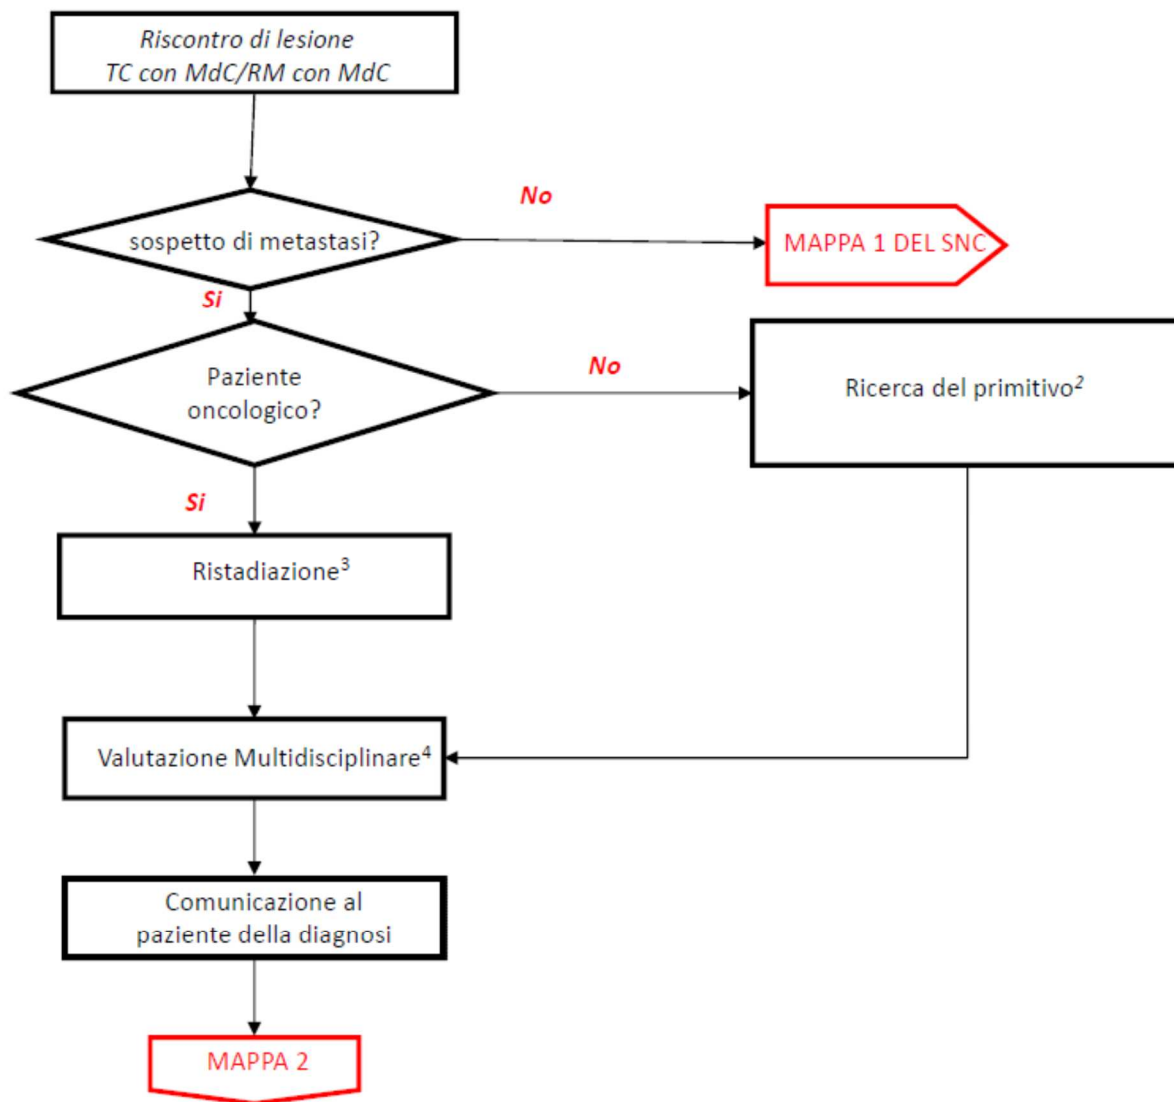 Riscontro di lesione
TC con MdC/RM con MdC
No
sospetto di metastasi?
MAPPA 1 DEL SNC
Si
Paziente
oncologico?
No
Ricerca del primitivo²
Si
Ristadiazione³
Valutazione Multidisciplinare⁴
Comunicazione al
paziente della diagnosi
MAPPA 2